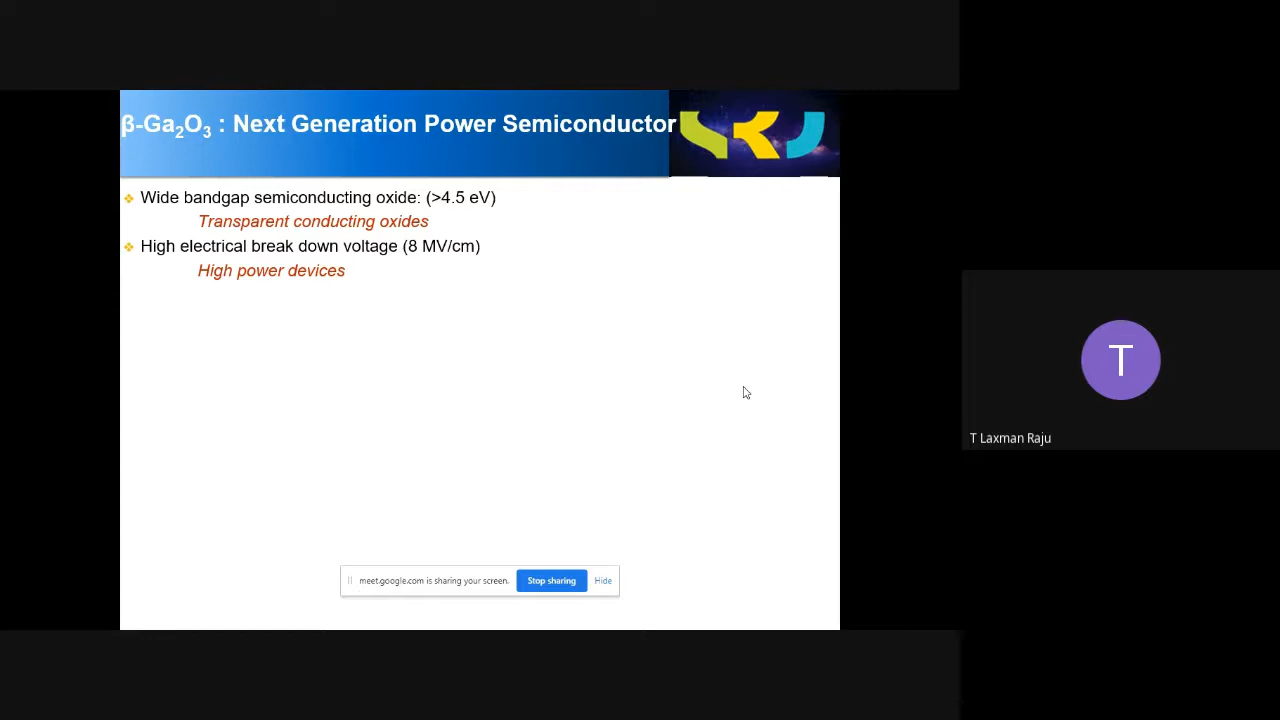 β-Ga₂O₃ : Next Generation Power Semiconductor
SRJ
❖ Wide bandgap semiconducting oxide: (>4.5 eV)
Transparent conducting oxides
❖ High electrical break down voltage (8 MV/cm)
High power devices
T
T Laxman Raju
meet.google.com is sharing your screen. Stop sharing Hide